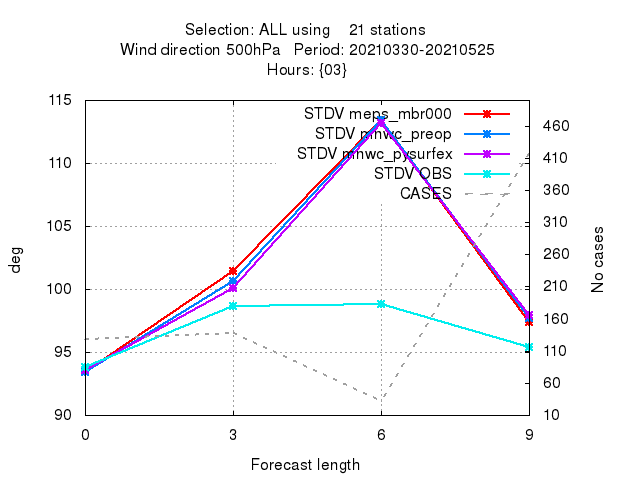 Selection: ALL using    21 stations
Wind direction 500hPa   Period: 20210330-20210525
Hours: {03}
STDV meps_mbr000
STDV mnwc_preop
STDV mnwc_pysurfex
STDV OBS
CASES
115
110
105
100
95
90
deg
460
410
360
310
260
210
160
110
60
10
No cases
0 3 6 9
Forecast length